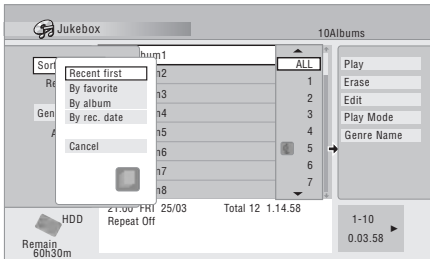 Jukebox
10Albums
Sort
Re
Gen
A
Recent first
By favorite
By album
By rec. date
Cancel
bum1
m2
m3
m4
m5
m6
m7
m8
ALL
1
2
3
4
5
6
7
Play
Erase
Edit
Play Mode
Genre Name
HDD
Remain
60h30m
21:00 FRI 25/03 Total 12 1.14.58
Repeat Off
1-10
0.03.58